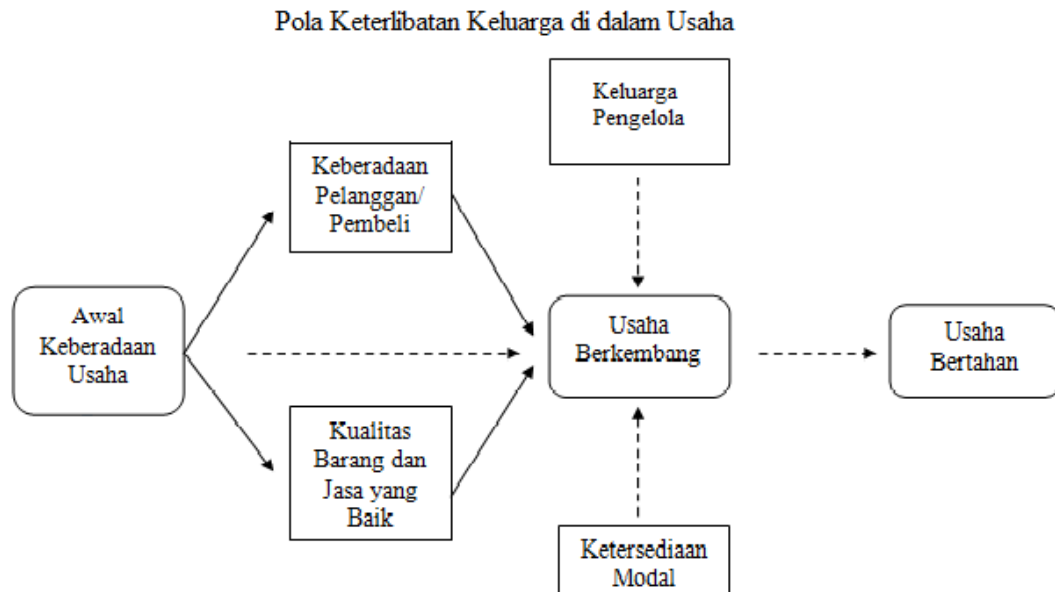 Pola Keterlibatan Keluarga di dalam Usaha
Keluarga
Pengelola
Keberadaan
Pelanggan/
Pembeli
Awal
Keberadaan
Usaha
Usaha
Berkembang
Usaha
Bertahan
Kualitas
Barang dan
Jasa yang
Baik
Ketersediaan
Modal